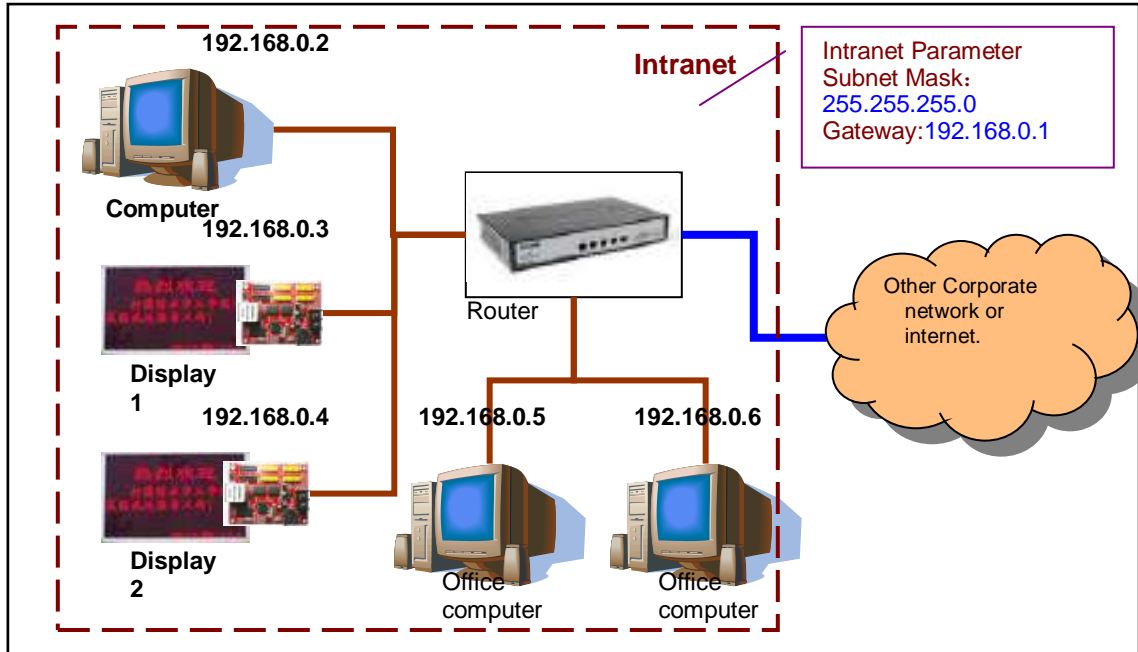 192.168.0.2
Intranet
Intranet Parameter
Subnet Mask：
255.255.255.0
Gateway:192.168.0.1
Computer
192.168.0.3
Router
Other Corporate
network or
internet.
Display
1
192.168.0.4
192.168.0.5
192.168.0.6
Display
2
Office
computer
Office
computer